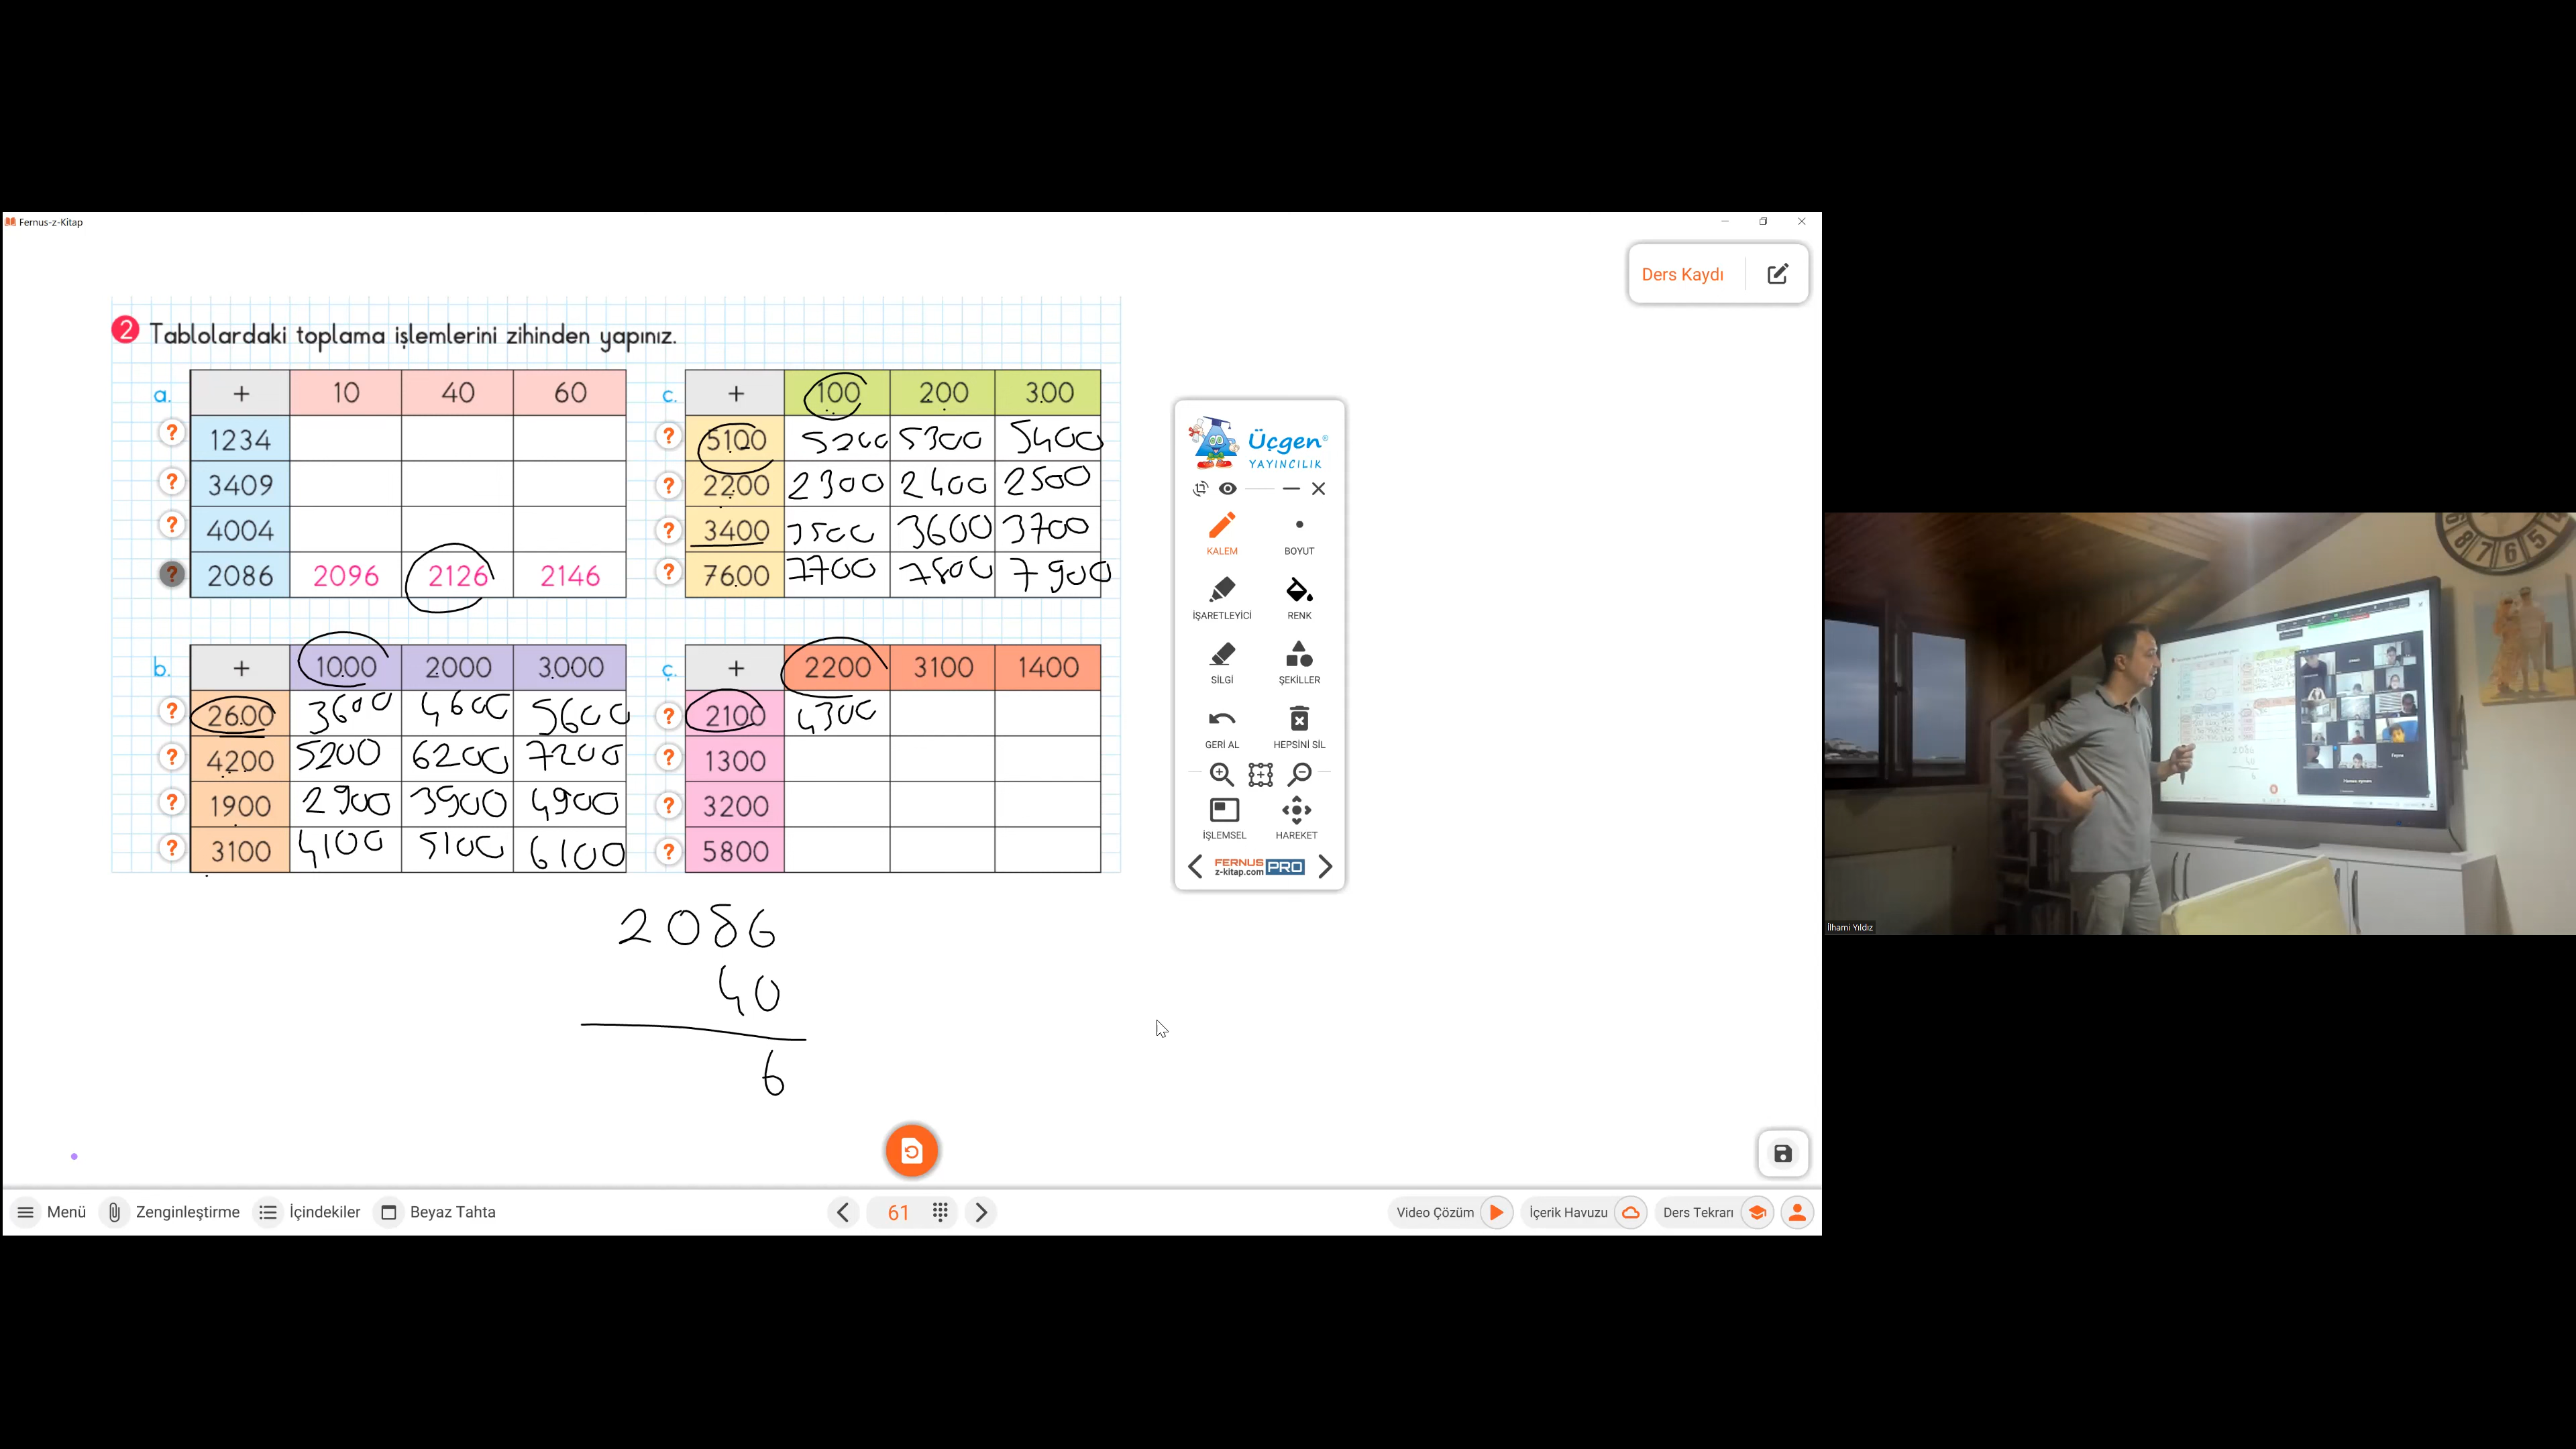 Fernus-z-Kitap
Ders Kaydı
2 Tablolardaki toplama işlemlerini zihinden yapınız.
a. + 10 40 60
? 1234
? 3409
? 4004
? 2086 2096 2126 2146
c. + 100 200 300
? 5100 5200 5300 5400
? 2200 2300 2400 2500
? 3400 3500 3600 3700
? 7600 7700 7800 7900
b. + 1000 2000 3000
? 2600 3600 4600 5600
? 4200 5200 6200 7200
? 1900 2900 3900 4900
? 3100 4100 5100 6100
ç. + 2200 3100 1400
? 2100 4300
? 1300
? 3200
? 5800
2086
40
6
Üçgen
YAYINCILIK
KALEM BOYUT
İŞARETLEYİCİ RENK
SİLGİ ŞEKİLLER
GERİ AL HEPSİNİ SİL
İŞLEMSEL HAREKET
FERNUS PRO
z-kitap.com
Menü Zenginleştirme İçindekiler Beyaz Tahta 61 Video Çözüm İçerik Havuzu Ders Tekrarı
İlhami Yıldız
8 7 6 5